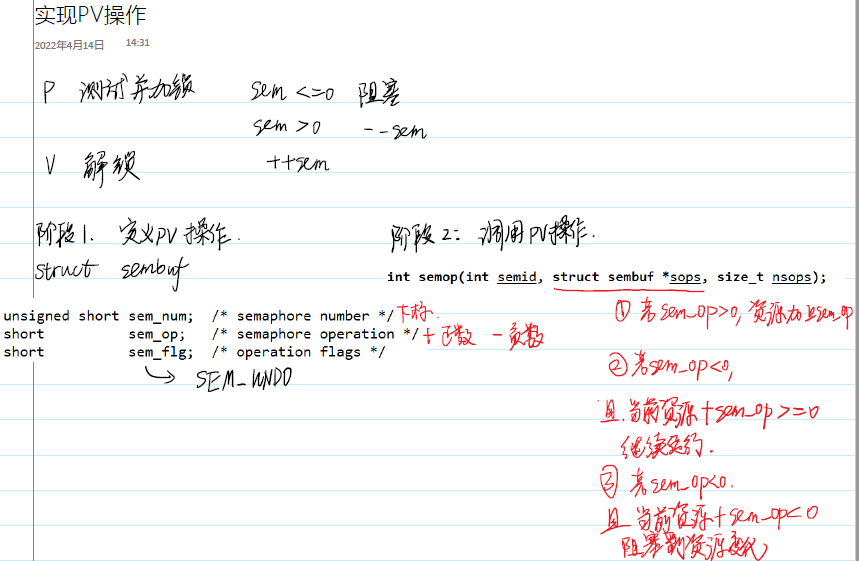 实现PV操作
2022年4月14日 14:31
P 测试并加锁 sem <=0 阻塞
sem >0 --sem
V 解锁 ++sem
阶段1. 定义PV操作.
struct sembuf
unsigned short sem_num; /* semaphore number */ 下标.
short sem_op; /* semaphore operation */ + 正数 - 负数
short sem_flg; /* operation flags */
SEM_UNDO
阶段2: 调用PV操作.
int semop(int semid, struct sembuf *sops, size_t nsops);
① 若sem_op>0, 资源加上sem_op
② 若sem_op<0,
且当前资源+sem_op>=0
继续运行.
③ 若sem_op<0.
且当前资源+sem_op<0
阻塞到资源变化